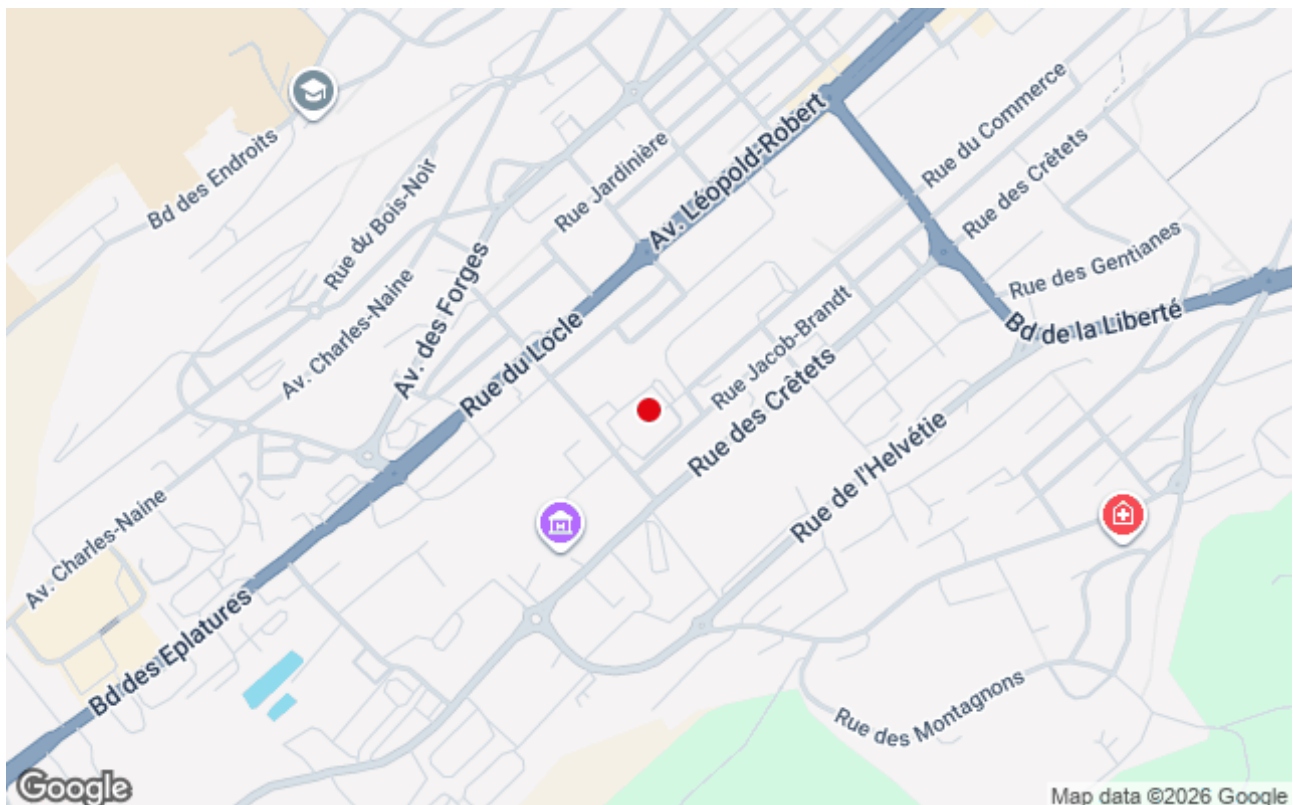 Bd des Endroits
Rue du Bois-Noir
Rue Jardinière
Av. Léopold-Robert
Rue du Commerce
Rue des Crêtets
Rue des Gentianes
Bd de la Liberté
Av. Charles-Naine
Av. des Forges
Rue du Locle
Rue Jacob-Brandt
Rue des Crêtets
Rue de l'Helvétie
Av. Charles-Naine
Bd des Eplatures
Rue des Montagnons
Google
Map data ©2026 Google